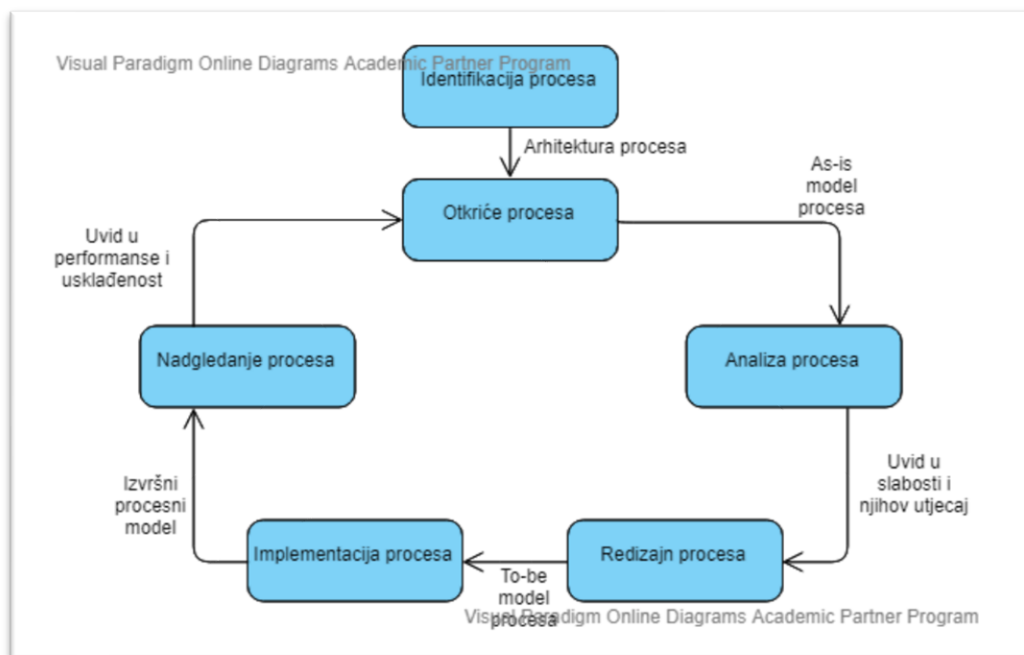 Visual Paradigm Online Diagrams Academic Partner Program
Identifikacija procesa
Arhitektura procesa
As-is
model
procesa
Otkriće procesa
Uvid u
performanse i
usklađenost
Nadgledanje procesa
Analiza procesa
Uvid u
slabosti i
njihov utjecaj
Izvršni
procesni
model
Implementacija procesa
Redizajn procesa
To-be
model
procesa
Visual Paradigm Online Diagrams Academic Partner Program